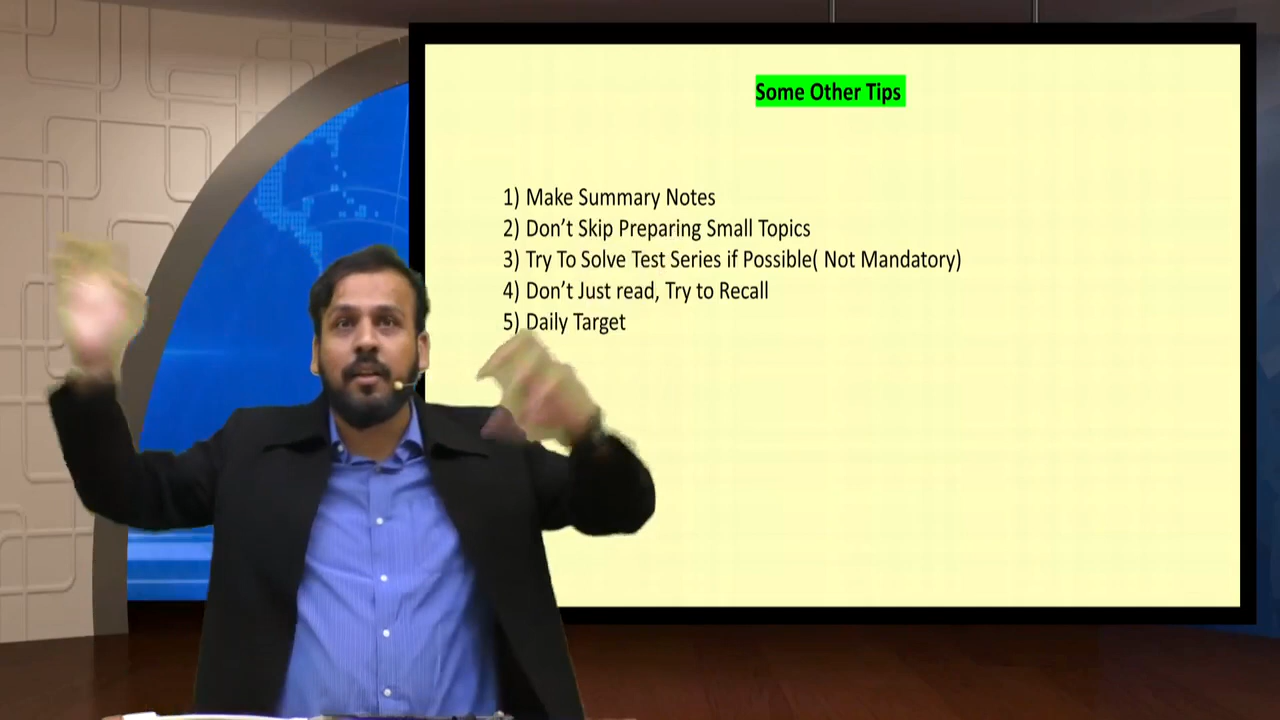 Some Other Tips
1) Make Summary Notes
2) Don’t Skip Preparing Small Topics
3) Try To Solve Test Series if Possible( Not Mandatory)
4) Don’t Just read, Try to Recall
5) Daily Target